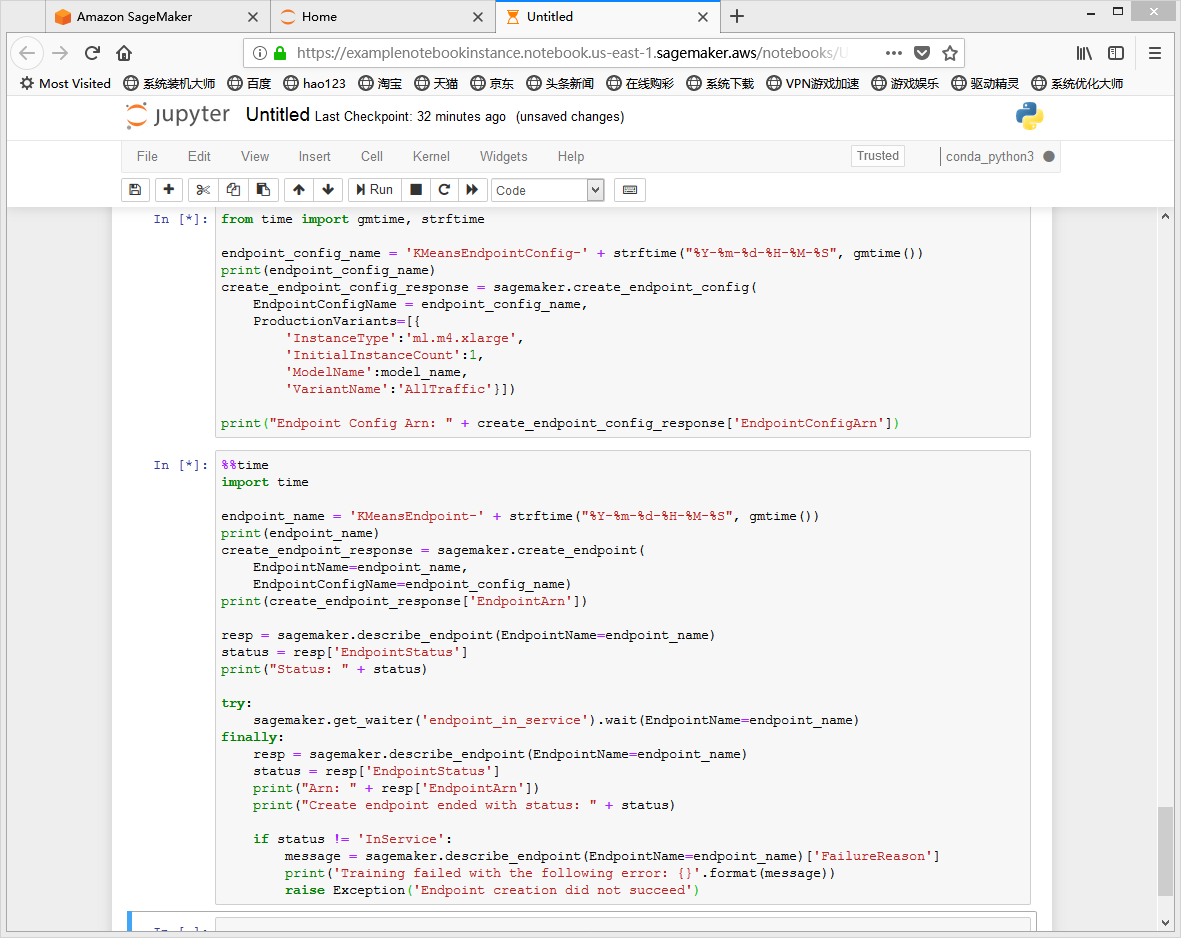 Amazon SageMaker
Home
Untitled
https://examplenotebookinstance.notebook.us-east-1.sagemaker.aws/notebooks/U
Most Visited 系统装机大师 百度 hao123 淘宝 天猫 京东 头条新闻 在线购彩 系统下载 VPN游戏加速 游戏娱乐 驱动精灵 系统优化大师
jupyter Untitled Last Checkpoint: 32 minutes ago (unsaved changes)
File Edit View Insert Cell Kernel Widgets Help Trusted conda_python3
Run Code
In [*]: from time import gmtime, strftime
endpoint_config_name = 'KMeansEndpointConfig-' + strftime("%Y-%m-%d-%H-%M-%S", gmtime())
print(endpoint_config_name)
create_endpoint_config_response = sagemaker.create_endpoint_config(
    EndpointConfigName = endpoint_config_name,
    ProductionVariants=[{
        'InstanceType':'ml.m4.xlarge',
        'InitialInstanceCount':1,
        'ModelName':model_name,
        'VariantName':'AllTraffic'}])
print("Endpoint Config Arn: " + create_endpoint_config_response['EndpointConfigArn'])
In [*]: %%time
import time
endpoint_name = 'KMeansEndpoint-' + strftime("%Y-%m-%d-%H-%M-%S", gmtime())
print(endpoint_name)
create_endpoint_response = sagemaker.create_endpoint(
    EndpointName=endpoint_name,
    EndpointConfigName=endpoint_config_name)
print(create_endpoint_response['EndpointArn'])
resp = sagemaker.describe_endpoint(EndpointName=endpoint_name)
status = resp['EndpointStatus']
print("Status: " + status)
try:
    sagemaker.get_waiter('endpoint_in_service').wait(EndpointName=endpoint_name)
finally:
    resp = sagemaker.describe_endpoint(EndpointName=endpoint_name)
    status = resp['EndpointStatus']
    print("Arn: " + resp['EndpointArn'])
    print("Create endpoint ended with status: " + status)
    if status != 'InService':
        message = sagemaker.describe_endpoint(EndpointName=endpoint_name)['FailureReason']
        print('Training failed with the following error: {}'.format(message))
        raise Exception('Endpoint creation did not succeed')
In [ ]: